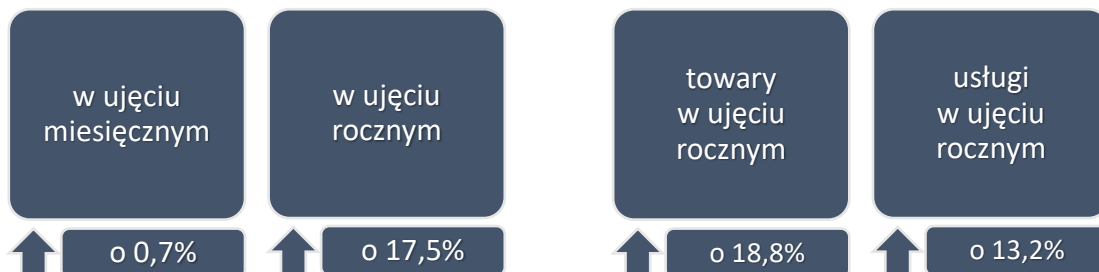 w ujęciu
miesięcznym
o 0,7%
w ujęciu
rocznym
o 17,5%
towary
w ujęciu
rocznym
o 18,8%
usługi
w ujęciu
rocznym
o 13,2%